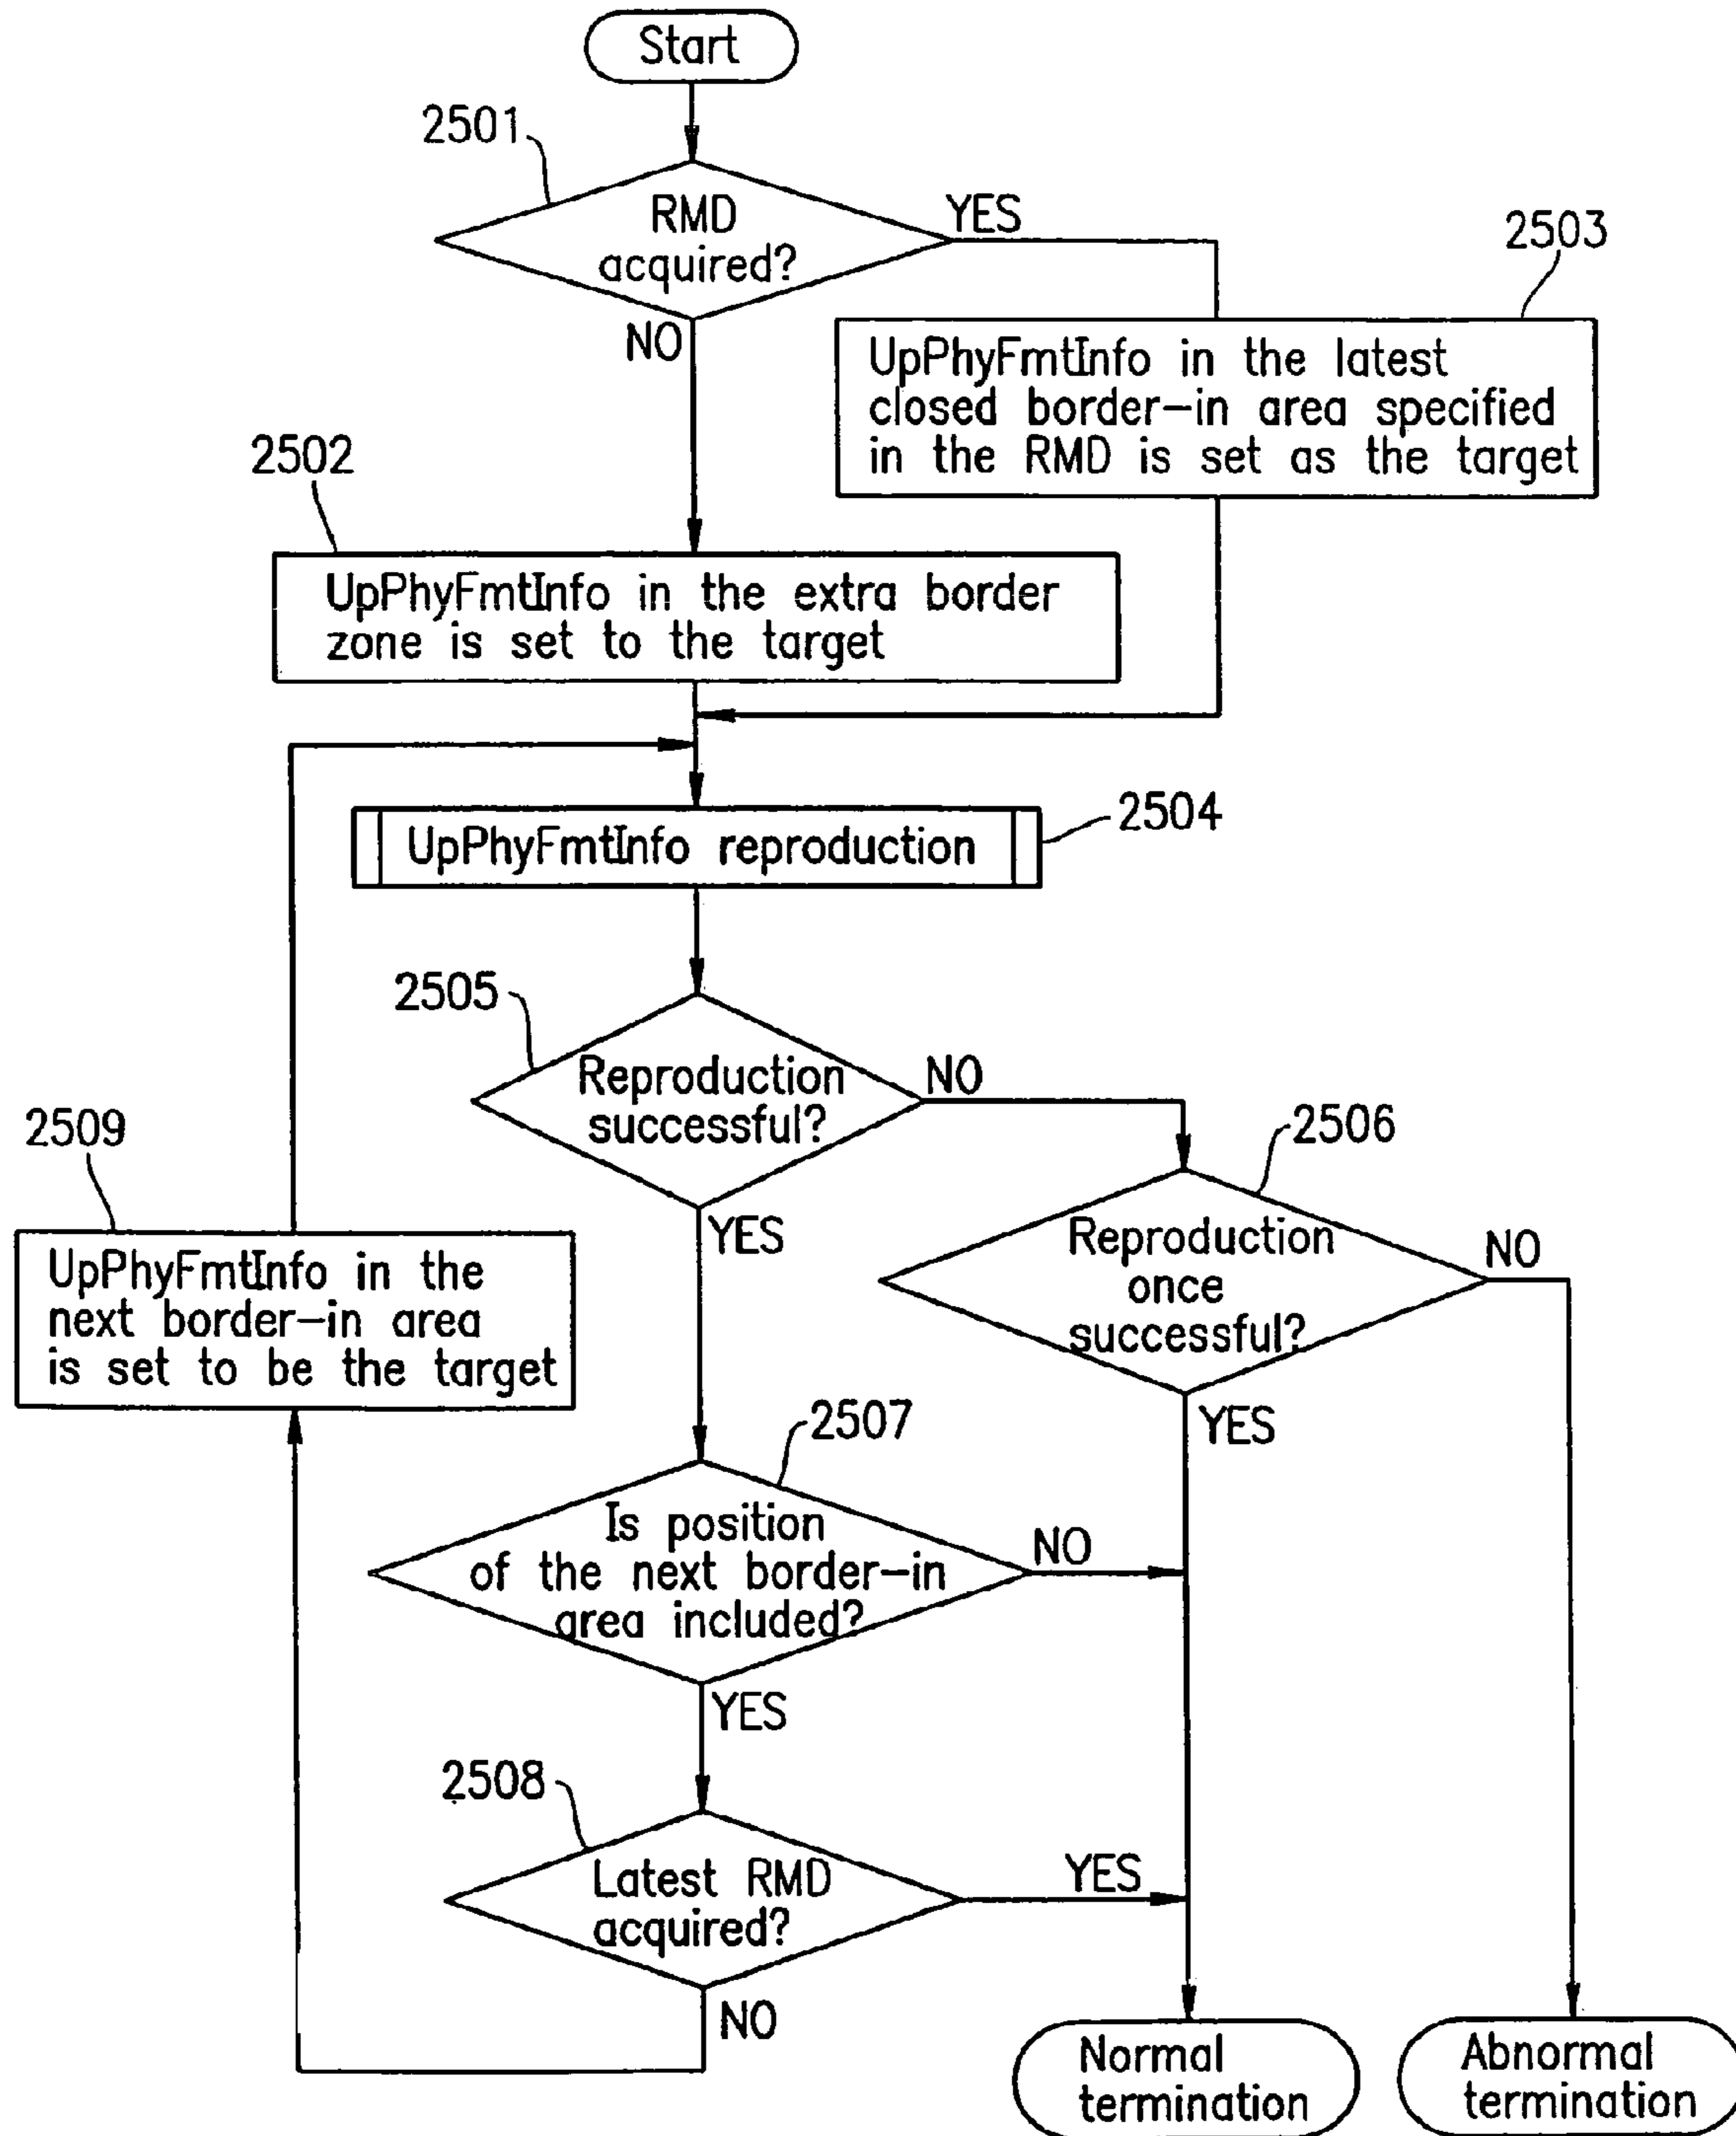 Start
2501
RMD
acquired?
YES
NO
2503
UpPhyFmtInfo in the latest
closed border-in area specified
in the RMD is set as the target
2502
UpPhyFmtInfo in the extra border
zone is set to the target
UpPhyFmtInfo reproduction
2504
2505
Reproduction
successful?
NO
YES
2506
Reproduction
once
successful?
NO
YES
2509
UpPhyFmtInfo in the
next border-in area
is set to be the target
2507
Is position
of the next border-in
area included?
NO
YES
2508
Latest RMD
acquired?
YES
NO
Normal
termination
Abnormal
termination